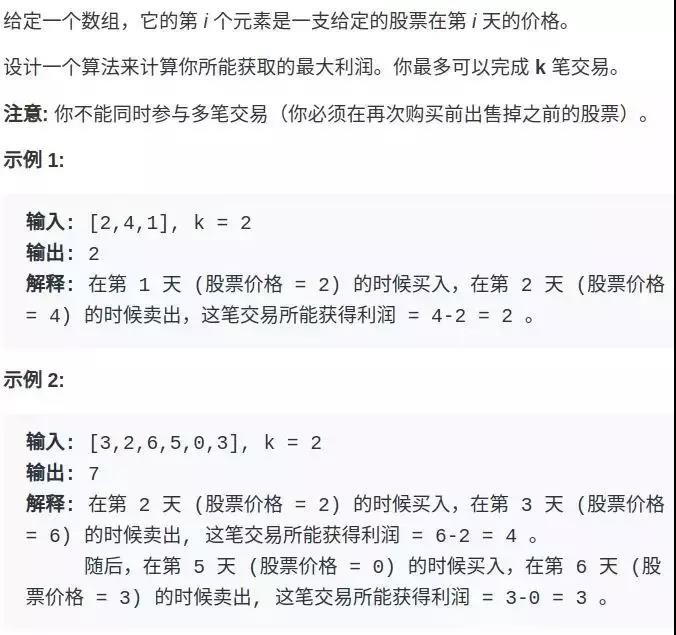 给定一个数组，它的第 i 个元素是一支给定的股票在第 i 天的价格。
设计一个算法来计算你所能获取的最大利润。你最多可以完成 k 笔交易。
注意: 你不能同时参与多笔交易（你必须在再次购买前出售掉之前的股票）。
示例 1:
输入: [2,4,1], k = 2
输出: 2
解释: 在第 1 天 (股票价格 = 2) 的时候买入，在第 2 天 (股票价格
= 4) 的时候卖出，这笔交易所能获得利润 = 4-2 = 2 。
示例 2:
输入: [3,2,6,5,0,3], k = 2
输出: 7
解释: 在第 2 天 (股票价格 = 2) 的时候买入，在第 3 天 (股票价格
= 6) 的时候卖出, 这笔交易所能获得利润 = 6-2 = 4 。
随后，在第 5 天 (股票价格 = 0) 的时候买入，在第 6 天 (股
票价格 = 3) 的时候卖出, 这笔交易所能获得利润 = 3-0 = 3 。